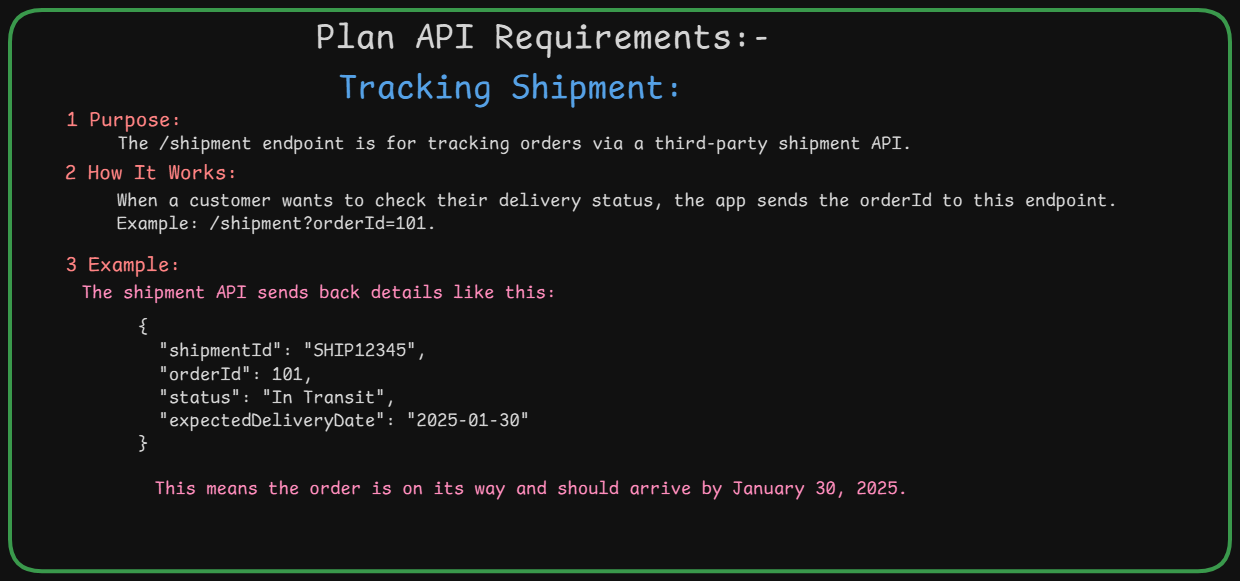 Plan API Requirements:-
Tracking Shipment:
1 Purpose:
The /shipment endpoint is for tracking orders via a third-party shipment API.
2 How It Works:
When a customer wants to check their delivery status, the app sends the orderId to this endpoint.
Example: /shipment?orderId=101.
3 Example:
The shipment API sends back details like this:
{
"shipmentId": "SHIP12345",
"orderId": 101,
"status": "In Transit",
"expectedDeliveryDate": "2025-01-30"
}
This means the order is on its way and should arrive by January 30, 2025.